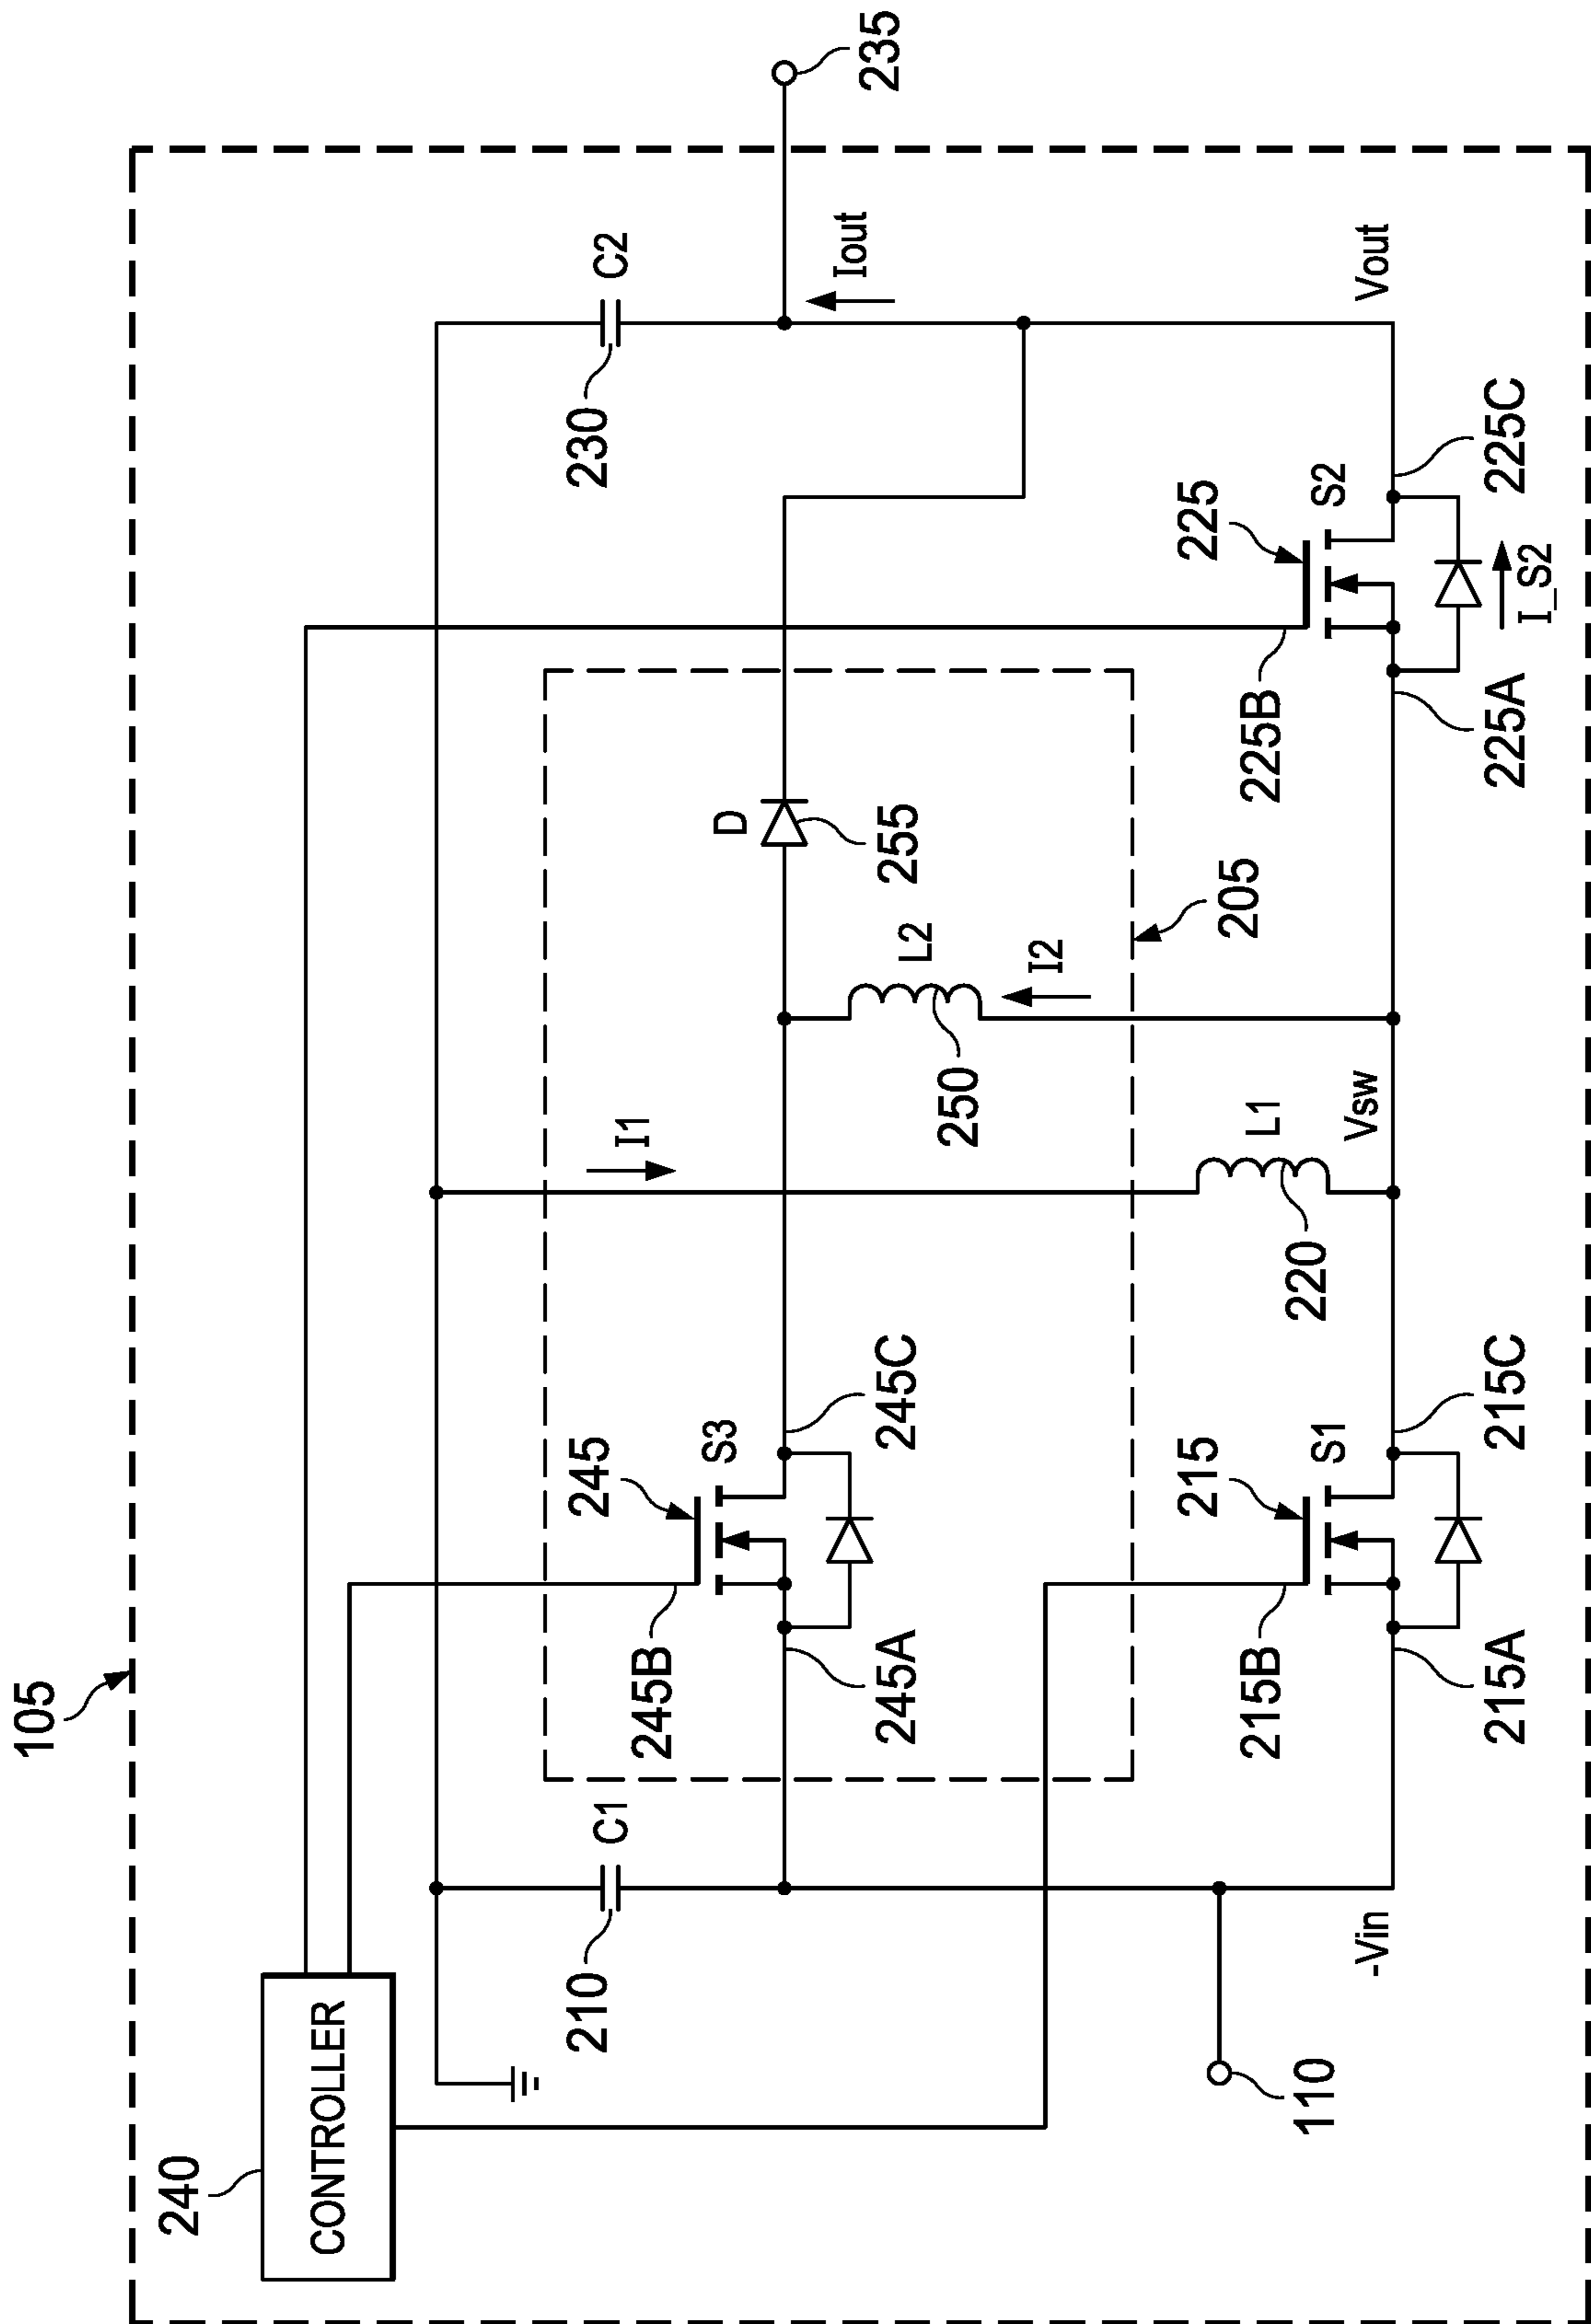 105
240
CONTROLLER
210
C1
230
C2
235
Iout
I1
245
S3
245B
245A
245C
D
255
L2
250
I2
205
110
-Vin
215
S1
215B
215A
215C
L1
220
Vsw
225
S2
225B
225A
225C
I_S2
Vout